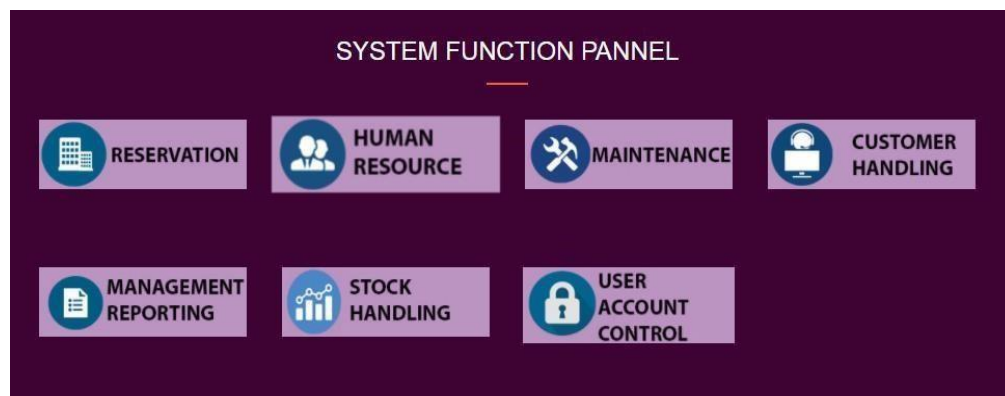 SYSTEM FUNCTION PANNEL
RESERVATION
HUMAN
RESOURCE
MAINTENANCE
CUSTOMER
HANDLING
MANAGEMENT
REPORTING
STOCK
HANDLING
USER
ACCOUNT
CONTROL